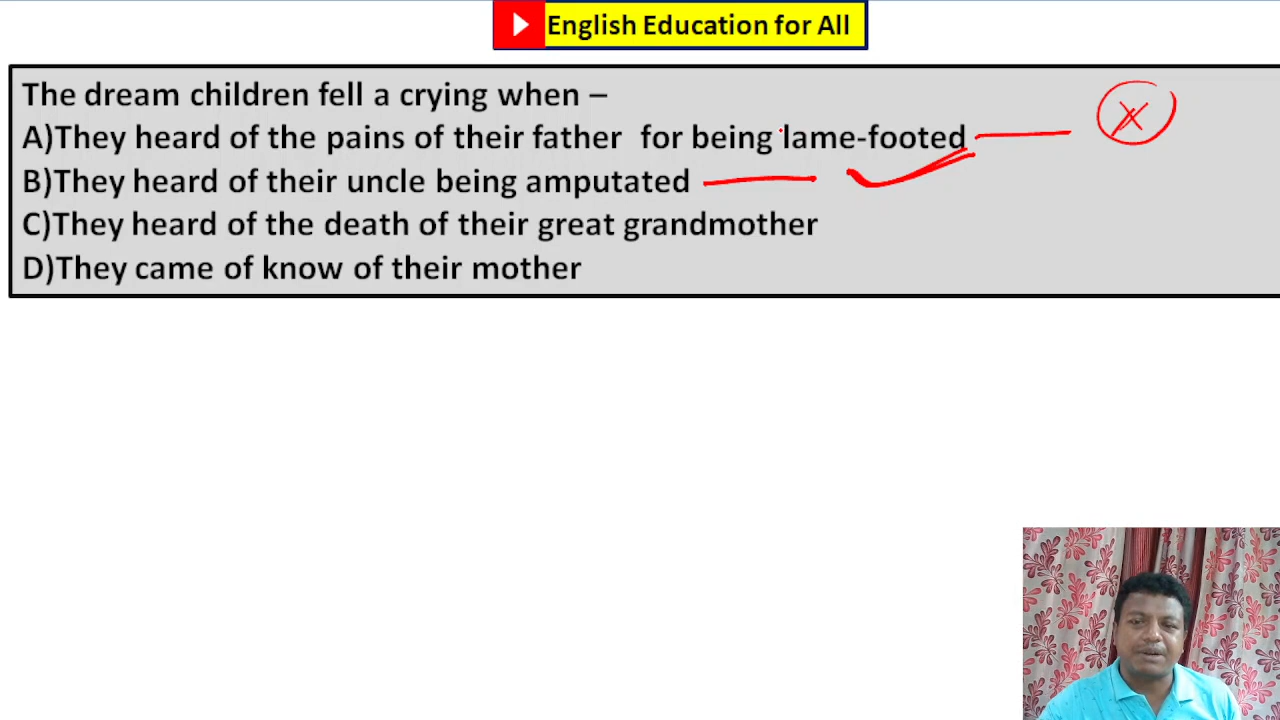 English Education for All
The dream children fell a crying when –
A)They heard of the pains of their father for being lame-footed
B)They heard of their uncle being amputated
C)They heard of the death of their great grandmother
D)They came of know of their mother